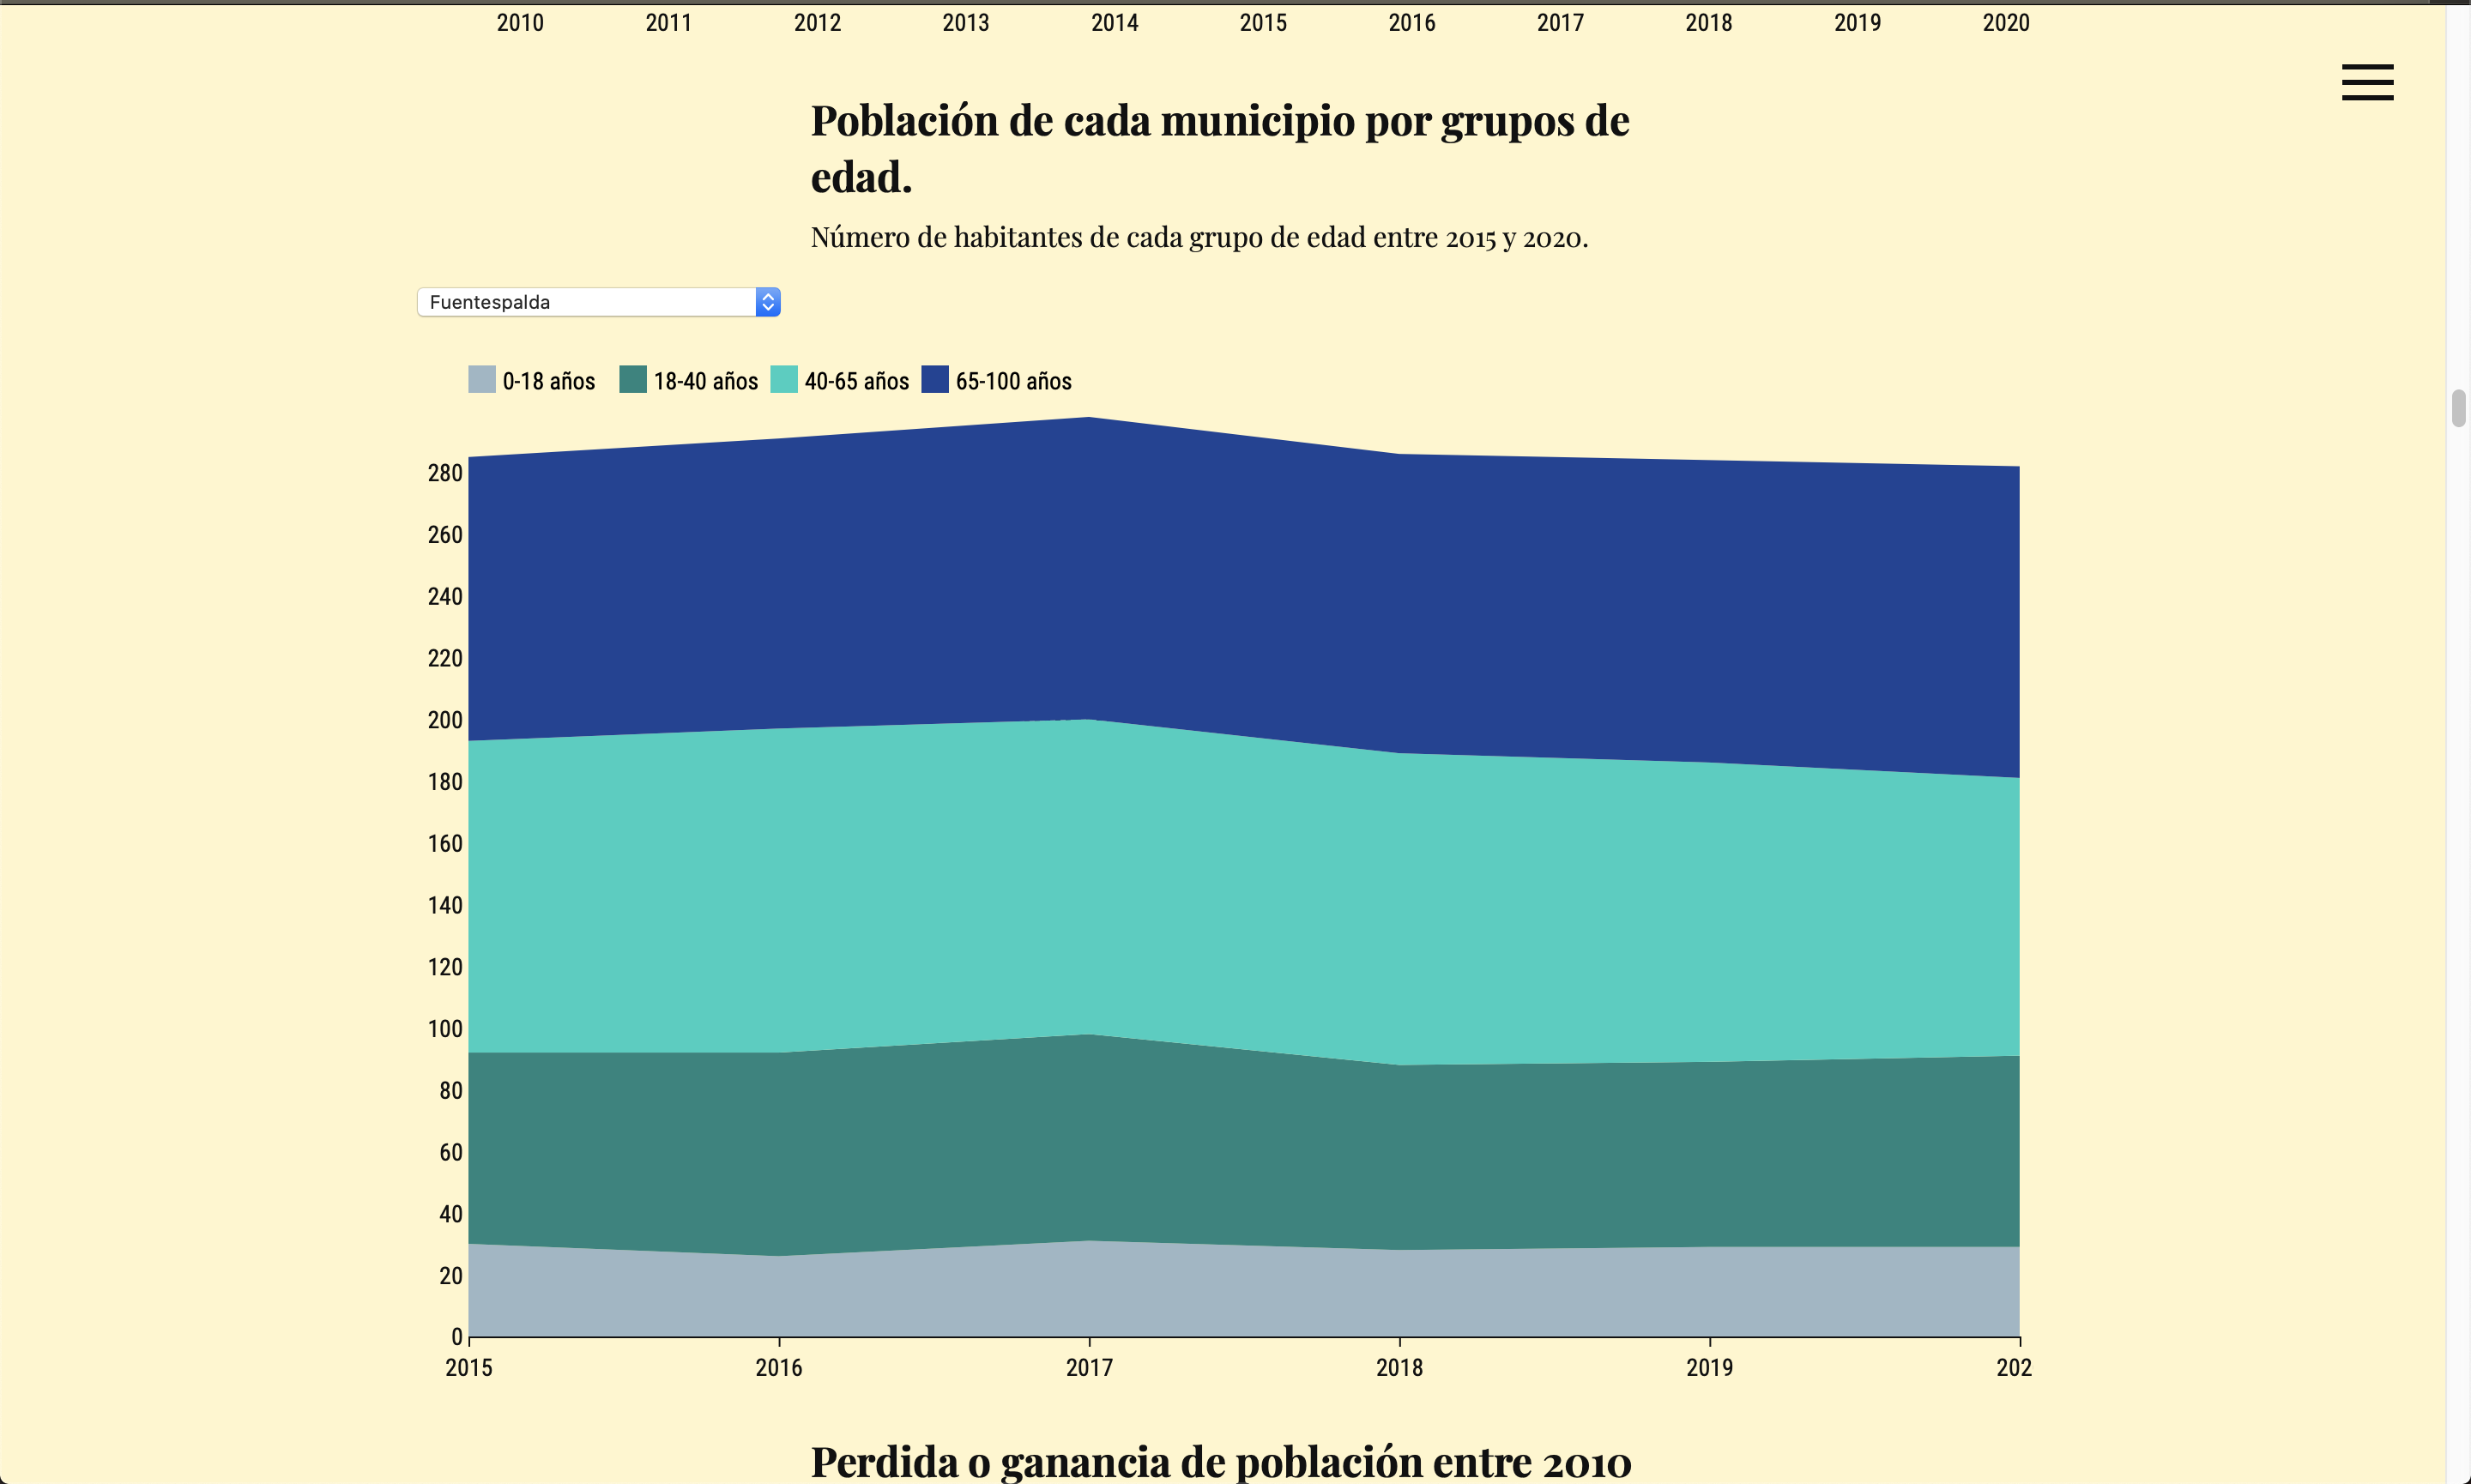 2010 2011 2012 2013 2014 2015 2016 2017 2018 2019 2020
Población de cada municipio por grupos de
edad.
Número de habitantes de cada grupo de edad entre 2015 y 2020.
Fuentespalda
0-18 años 18-40 años 40-65 años 65-100 años
280
260
240
220
200
180
160
140
120
100
80
60
40
20
0
2015 2016 2017 2018 2019 202
Perdida o ganancia de población entre 2010